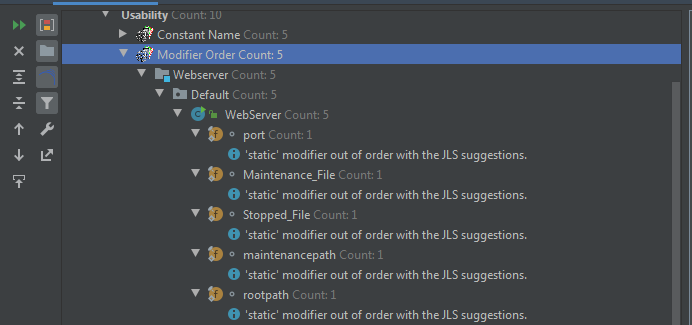 Usability Count: 10
Constant Name Count: 5
Modifier Order Count: 5
Webserver Count: 5
Default Count: 5
WebServer Count: 5
port Count: 1
'static' modifier out of order with the JLS suggestions.
Maintenance_File Count: 1
'static' modifier out of order with the JLS suggestions.
Stopped_File Count: 1
'static' modifier out of order with the JLS suggestions.
maintenancepath Count: 1
'static' modifier out of order with the JLS suggestions.
rootpath Count: 1
'static' modifier out of order with the JLS suggestions.